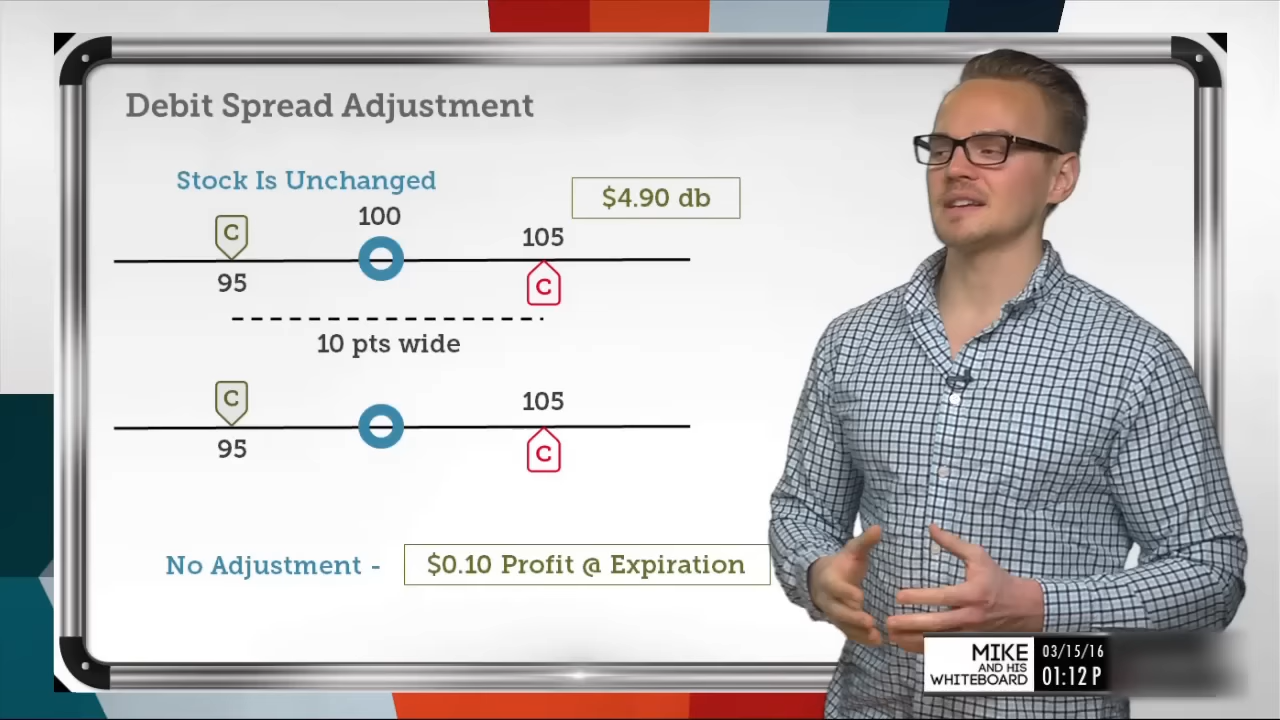 Debit Spread Adjustment
Stock Is Unchanged
$4.90 db
C
100
105
95
C
10 pts wide
C
105
95
C
No Adjustment - $0.10 Profit @ Expiration
MIKE
AND HIS
WHITEBOARD
03/15/16
01:12 P